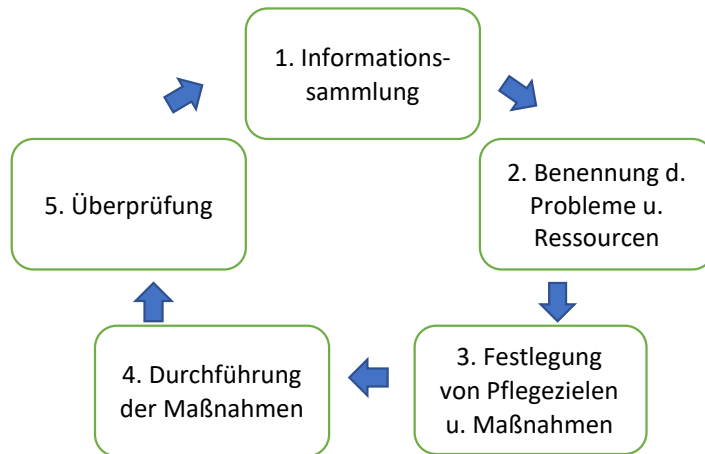 1. Informations-
sammlung
2. Benennung d.
Probleme u.
Ressourcen
3. Festlegung
von Pflegezielen
u. Maßnahmen
4. Durchführung
der Maßnahmen
5. Überprüfung